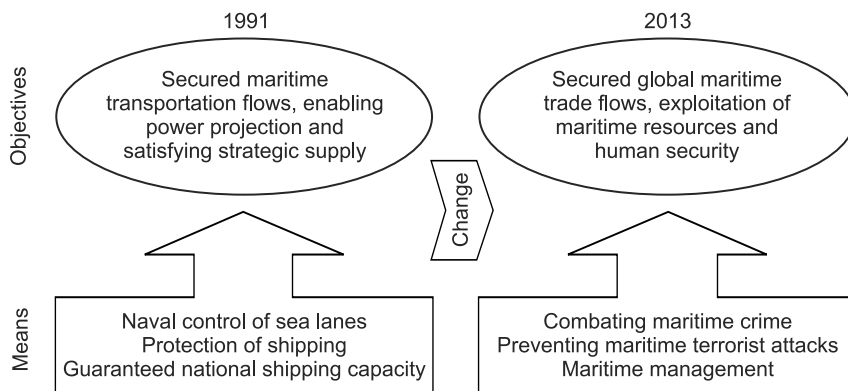 1991
2013
Objectives
Secured maritime
transportation flows, enabling
power projection and
satisfying strategic supply
Secured global maritime
trade flows, exploitation of
maritime resources and
human security
Change
Means
Naval control of sea lanes
Protection of shipping
Guaranteed national shipping capacity
Combating maritime crime
Preventing maritime terrorist attacks
Maritime management